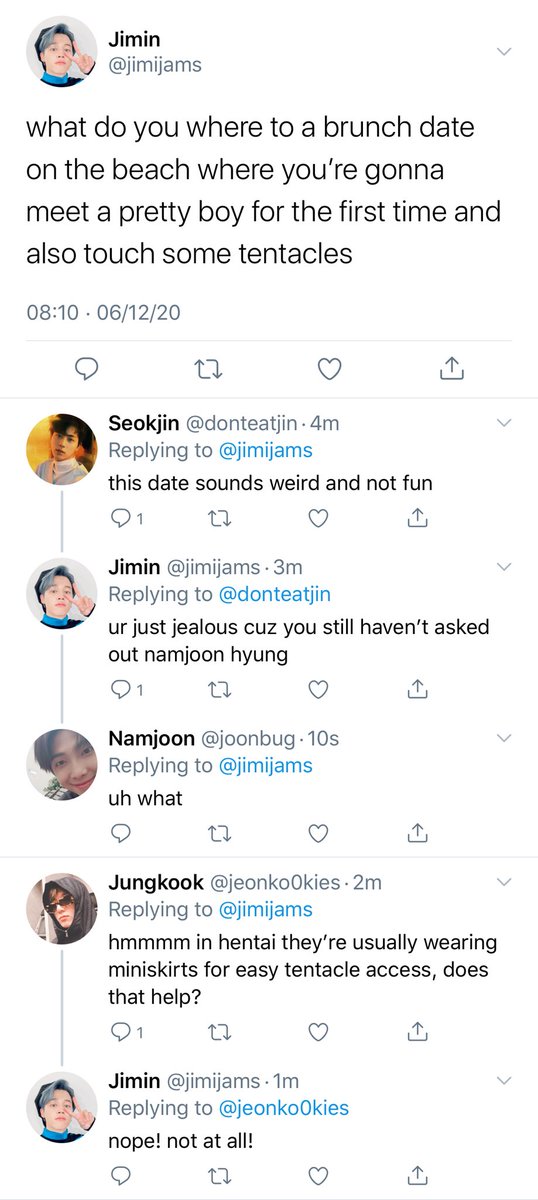 Jimin
@jimijams
what do you where to a brunch date
on the beach where you’re gonna
meet a pretty boy for the first time and
also touch some tentacles
08:10 · 06/12/20
Seokjin @donteatjin · 4m
Replying to @jimijams
this date sounds weird and not fun
1
Jimin @jimijams · 3m
Replying to @donteatjin
ur just jealous cuz you still haven’t asked
out namjoon hyung
1
Namjoon @joonbug · 10s
Replying to @jimijams
uh what
Jungkook @jeonko0kies · 2m
Replying to @jimijams
hmmmm in hentai they’re usually wearing
miniskirts for easy tentacle access, does
that help?
1
Jimin @jimijams · 1m
Replying to @jeonko0kies
nope! not at all!